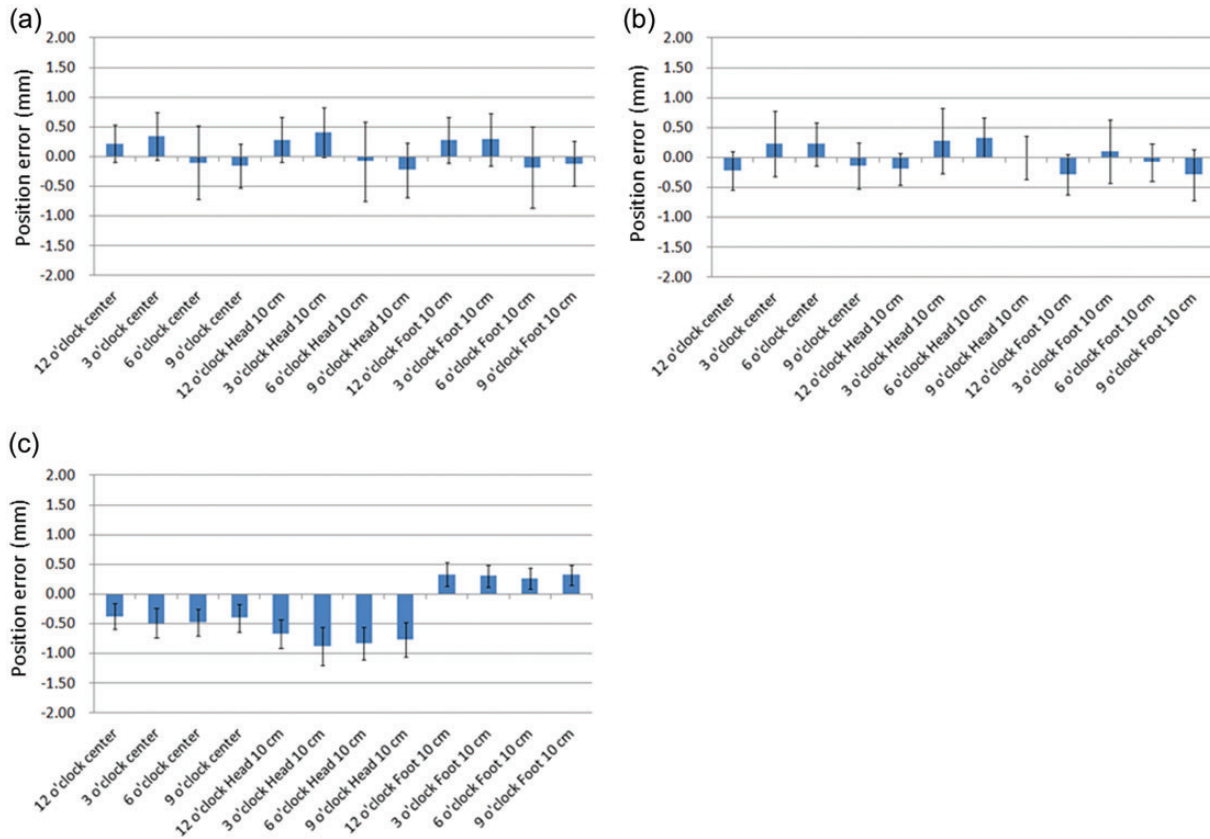 (a)
Position error (mm)
2.00
1.50
1.00
0.50
0.00
-0.50
-1.00
-1.50
-2.00
12 o'clock center
3 o'clock center
6 o'clock center
9 o'clock center
12 o'clock Head 10 cm
3 o'clock Head 10 cm
6 o'clock Head 10 cm
9 o'clock Head 10 cm
12 o'clock Foot 10 cm
3 o'clock Foot 10 cm
6 o'clock Foot 10 cm
9 o'clock Foot 10 cm
(b)
Position error (mm)
2.00
1.50
1.00
0.50
0.00
-0.50
-1.00
-1.50
-2.00
12 o'clock center
3 o'clock center
6 o'clock center
9 o'clock center
12 o'clock Head 10 cm
3 o'clock Head 10 cm
6 o'clock Head 10 cm
9 o'clock Head 10 cm
12 o'clock Foot 10 cm
3 o'clock Foot 10 cm
6 o'clock Foot 10 cm
9 o'clock Foot 10 cm
(c)
Position error (mm)
2.00
1.50
1.00
0.50
0.00
-0.50
-1.00
-1.50
-2.00
12 o'clock center
3 o'clock center
6 o'clock center
9 o'clock center
12 o'clock Head 10 cm
3 o'clock Head 10 cm
6 o'clock Head 10 cm
9 o'clock Head 10 cm
12 o'clock Foot 10 cm
3 o'clock Foot 10 cm
6 o'clock Foot 10 cm
9 o'clock Foot 10 cm